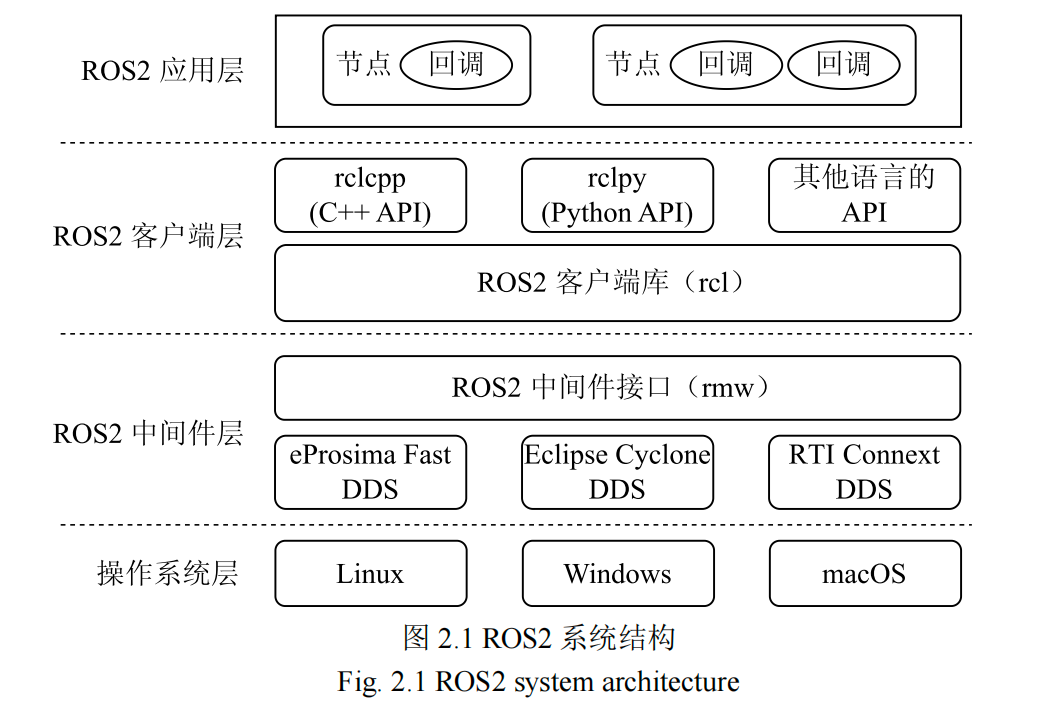 ROS2 应用层
节点 回调
节点 回调 回调
ROS2 客户端层
rclcpp
(C++ API)
rclpy
(Python API)
其他语言的
API
ROS2 客户端库（rcl）
ROS2 中间件层
ROS2 中间件接口（rmw）
eProsima Fast
DDS
Eclipse Cyclone
DDS
RTI Connext
DDS
操作系统层
Linux
Windows
macOS
图 2.1 ROS2 系统结构
Fig. 2.1 ROS2 system architecture